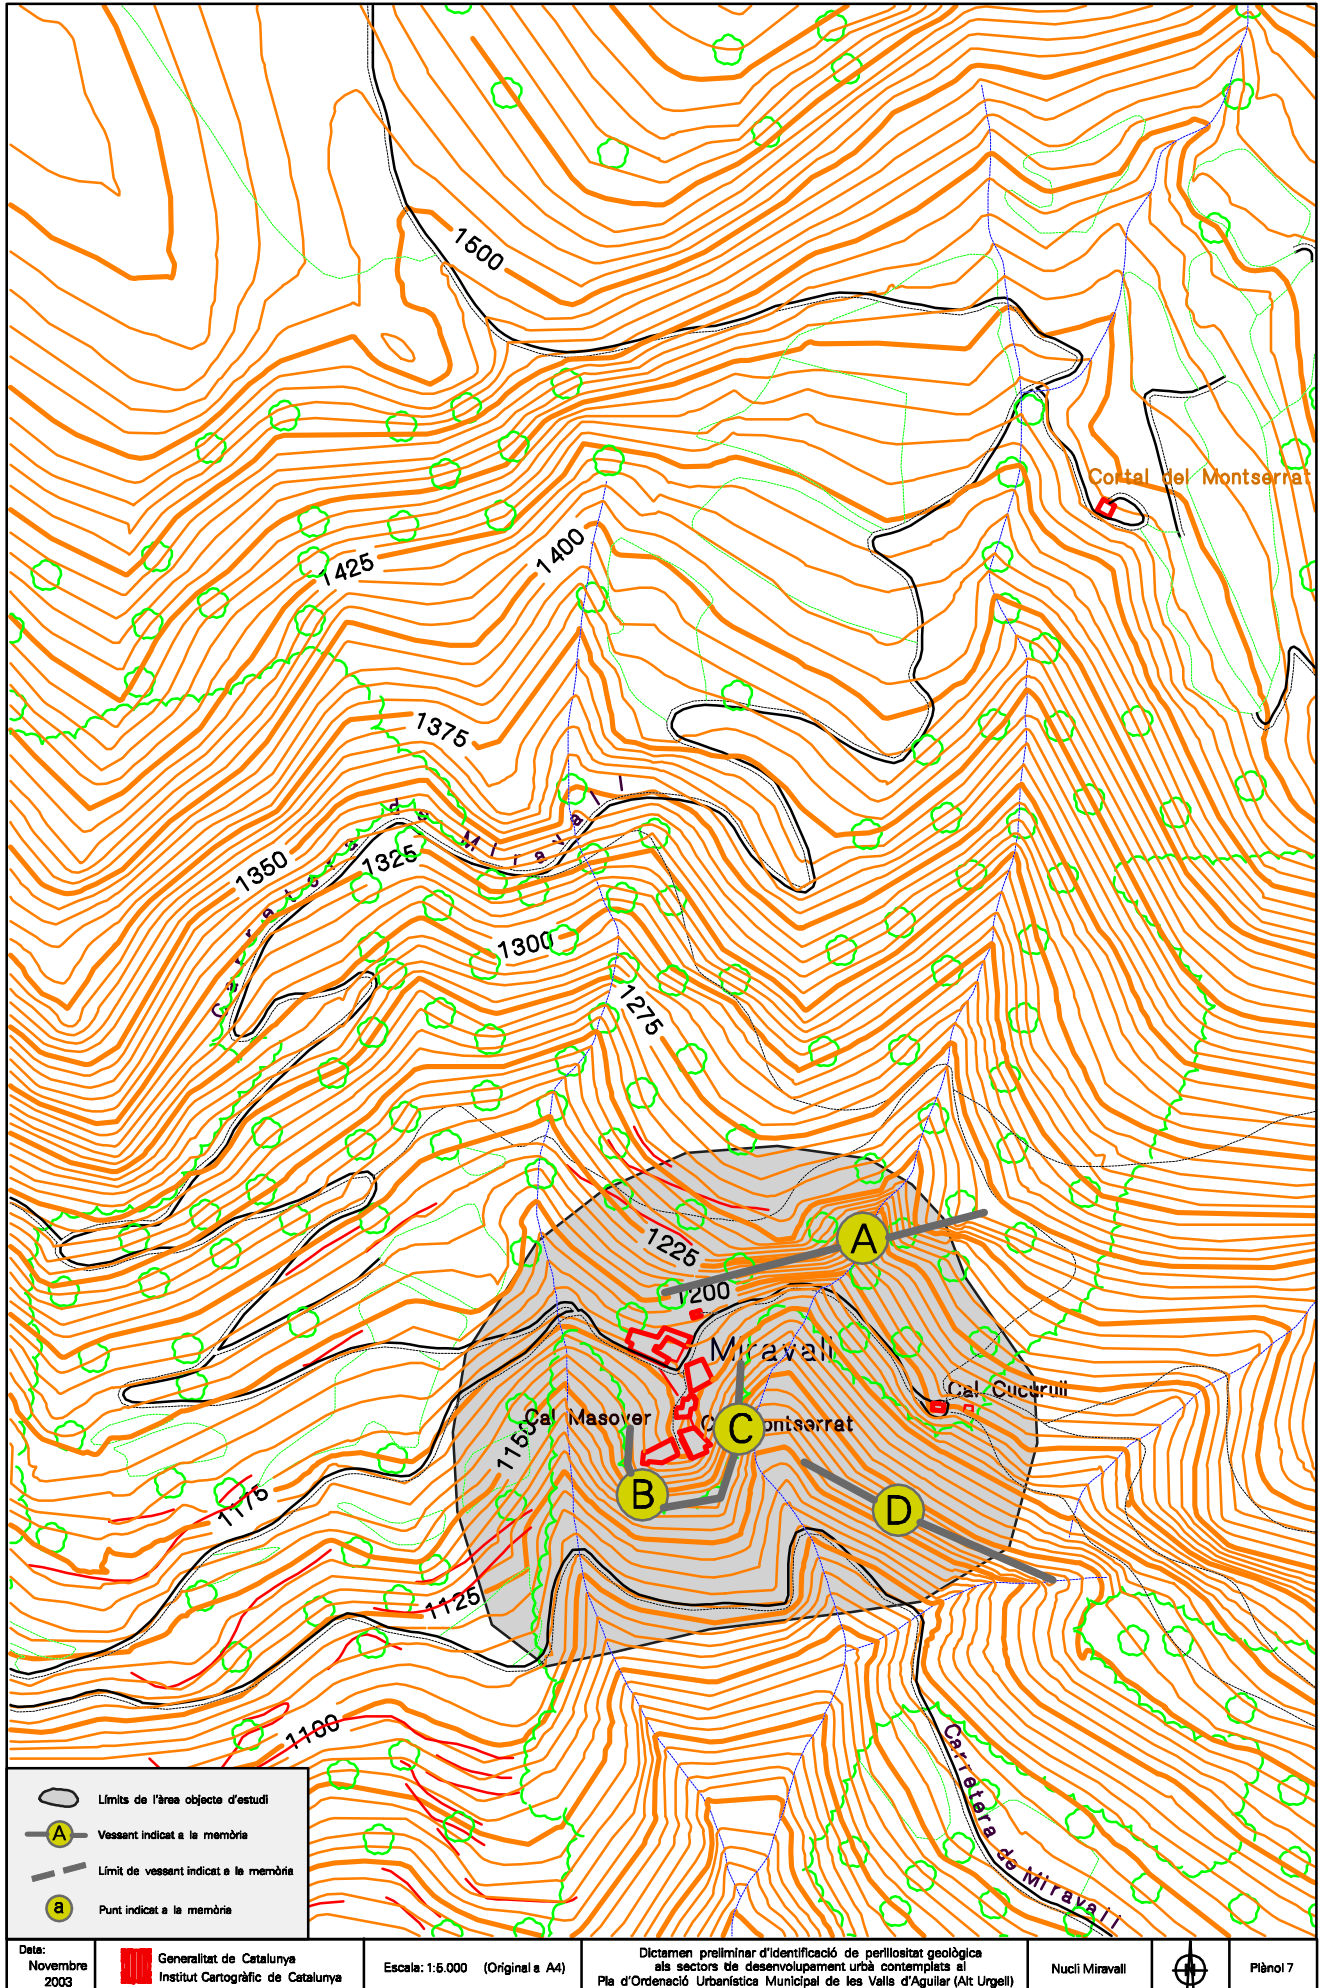 1500
Cortal del Montserrat
1400
1425
1375
Carretera de Miravall
1350
1325
1300
1275
1225
A
1200
Miravall
Cal Cucurull
Cal Masover
C
ontserrat
1150
B
D
1175
1125
1100
Carretera de Miravall
Límits de l'àrea objecte d'estudi
A
Vessant indicat a la memòria
Límit de vessant indicat a la memòria
a
Punt indicat a la memòria
Data:
Novembre
2003
Generalitat de Catalunya
Institut Cartogràfic de Catalunya
Escala: 1:5.000 (Original a A4)
Dictamen preliminar d'identificació de perillositat geològica
als sectors de desenvolupament urbà contemplats al
Pla d'Ordenació Urbanística Municipal de les Valls d'Aguilar (Alt Urgell)
Nucli Miravall
N
Plànol 7